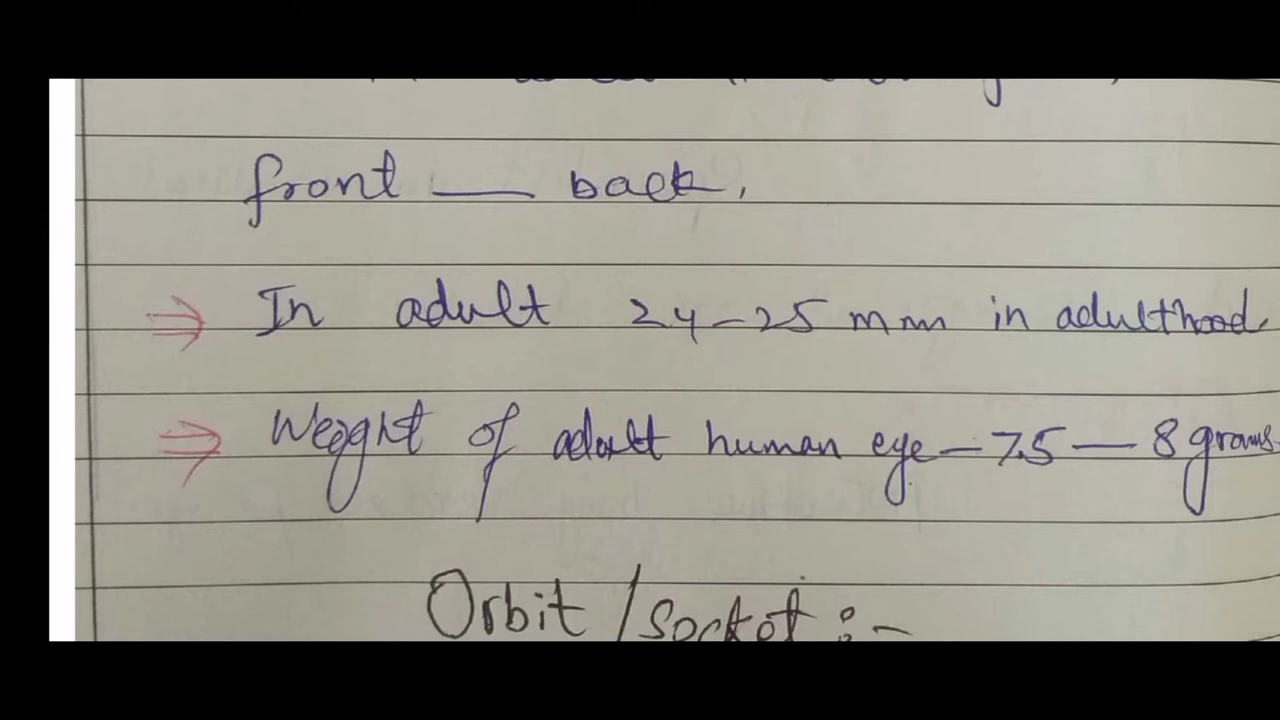 front — back.
⇒ In adult 24-25 mm in adulthood
⇒ Weight of adult human eye – 7.5 — 8 grams.
Orbit / Socket :-